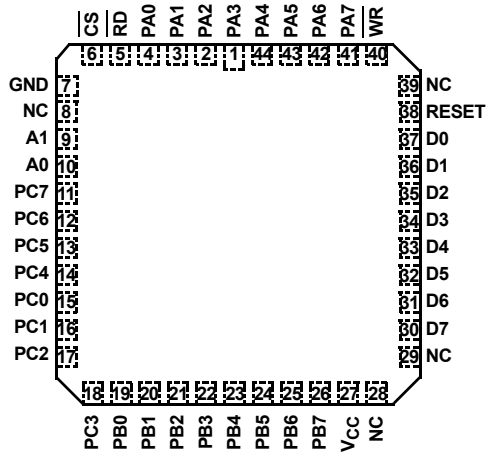 CS RD PA0 PA1 PA2 PA3 PA4 PA5 PA6 PA7 WR
6 5 4 3 2 1 44 43 42 41 40
GND 7 39 NC
NC 8 38 RESET
A1 9 37 D0
A0 10 36 D1
PC7 11 35 D2
PC6 12 34 D3
PC5 13 33 D4
PC4 14 32 D5
PC0 15 31 D6
PC1 16 30 D7
PC2 17 29 NC
18 19 20 21 22 23 24 25 26 27 28
PC3 PB0 PB1 PB2 PB3 PB4 PB5 PB6 PB7 VCC NC